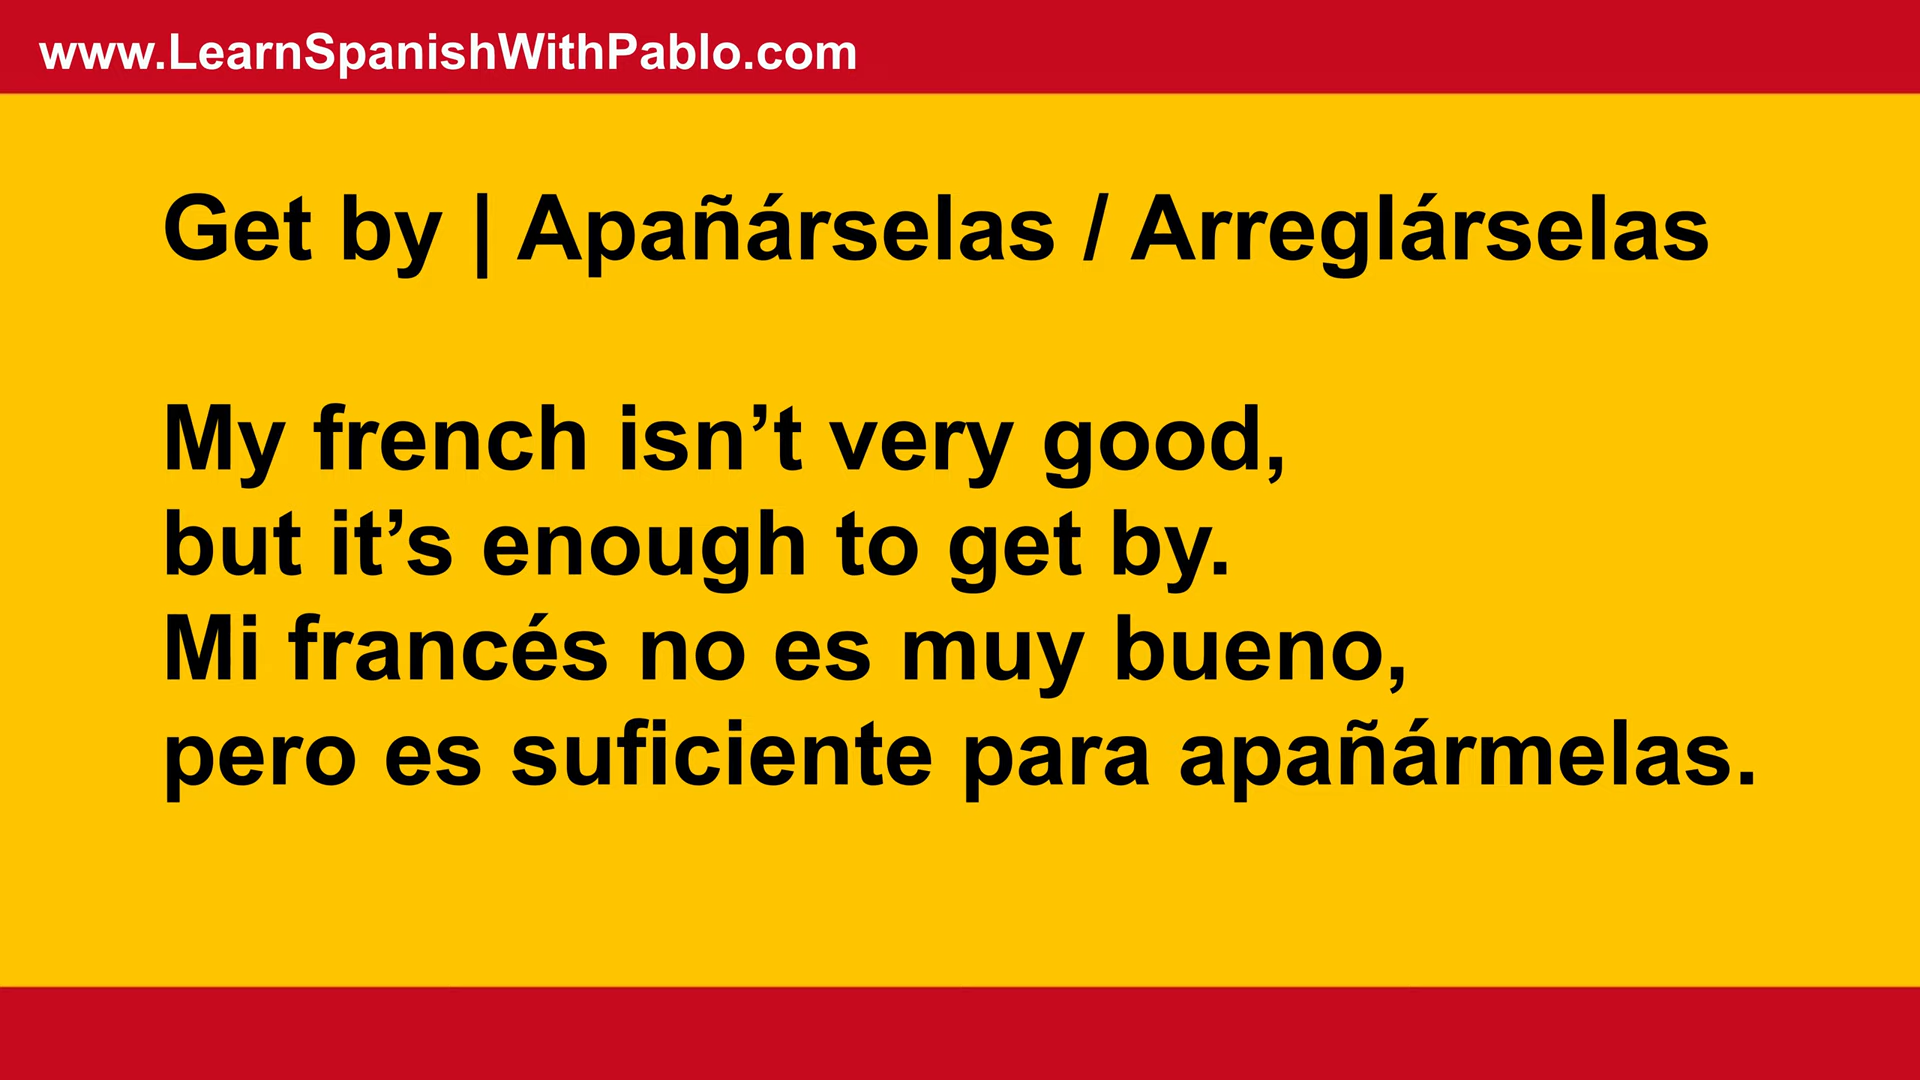 www.LearnSpanishWithPablo.com
Get by | Apañárselas / Arreglárselas
My french isn’t very good,
but it’s enough to get by.
Mi francés no es muy bueno,
pero es suficiente para apañármelas.